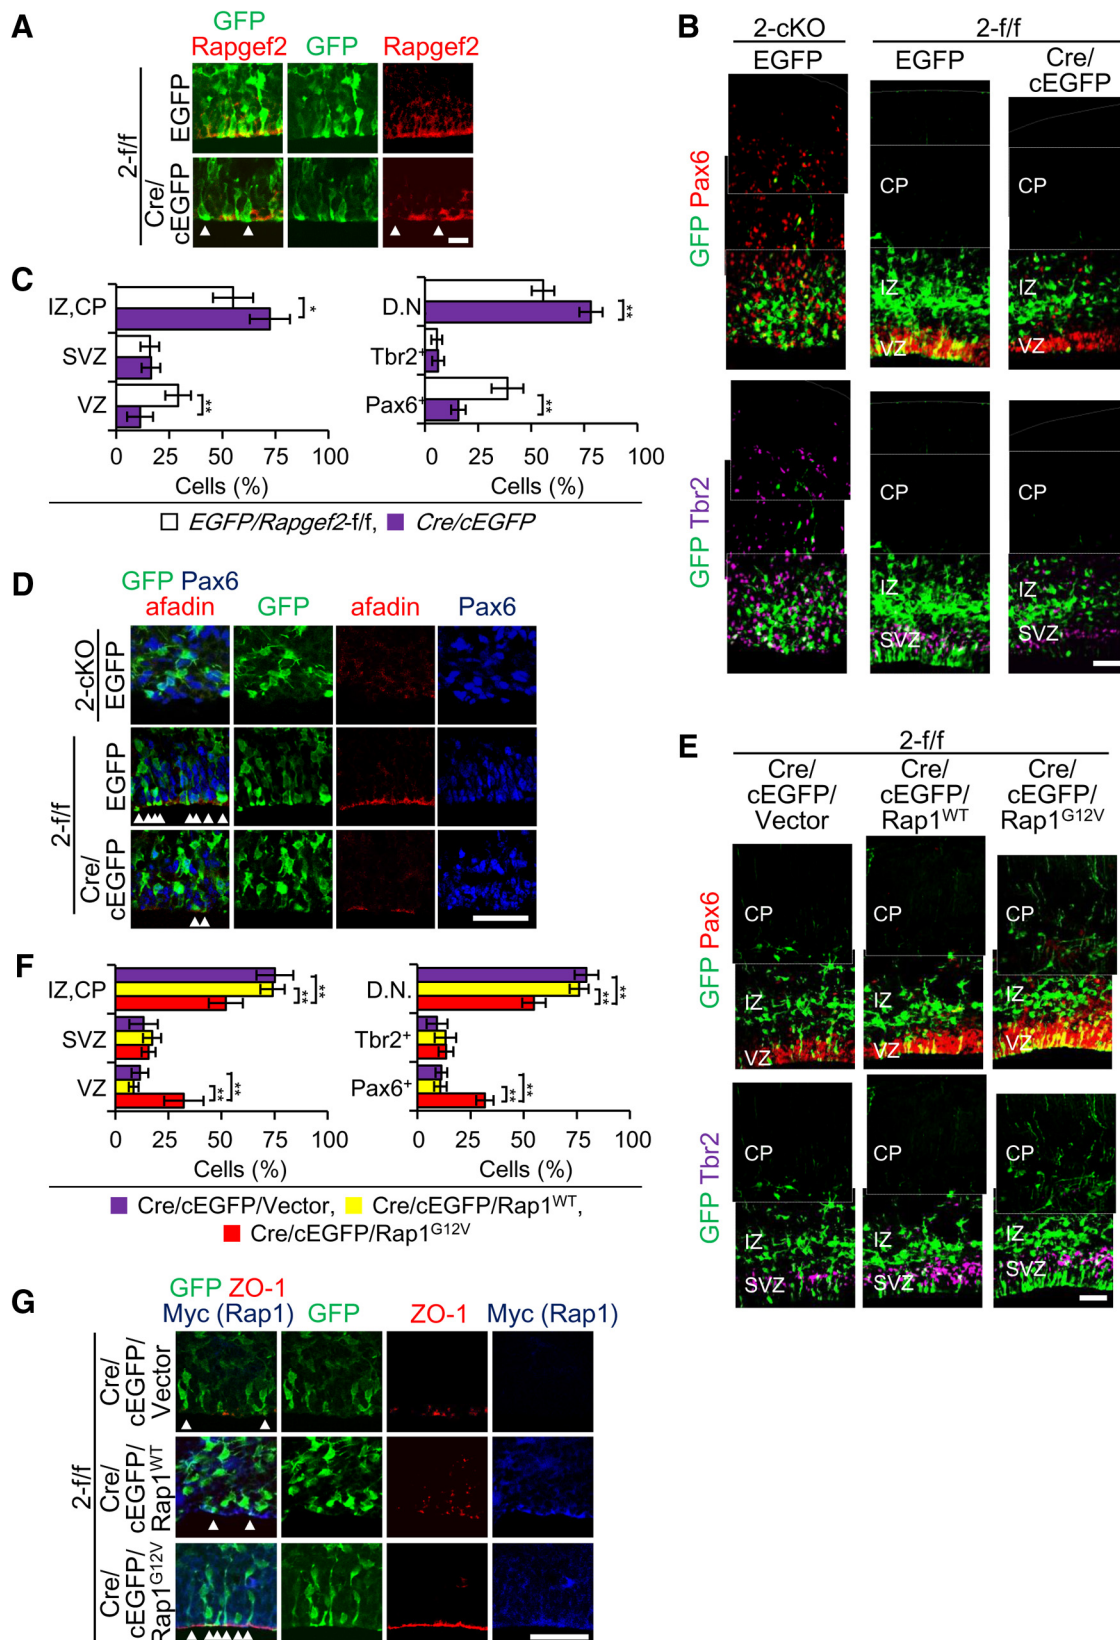 A
GFP
Rapgef2 GFP Rapgef2
2-f/f
EGFP
Cre/
cEGFP
B
2-cKO 2-f/f
EGFP EGFP Cre/
cEGFP
GFP Pax6
CP CP
IZ IZ
VZ VZ
GFP Tbr2
CP CP
IZ IZ
SVZ SVZ
C
IZ,CP
SVZ
VZ
*
**
0 25 50 75 100
Cells (%)
D.N
Tbr2+
Pax6+
**
**
0 25 50 75 100
Cells (%)
EGFP/Rapgef2-f/f, Cre/cEGFP
D
GFP Pax6
afadin GFP afadin Pax6
2-cKO
EGFP
2-f/f
EGFP
Cre/
cEGFP
E
2-f/f
Cre/
cEGFP/
Vector
Cre/
cEGFP/
Rap1WT
Cre/
cEGFP/
Rap1G12V
GFP Pax6
CP CP CP
IZ IZ IZ
VZ VZ VZ
GFP Tbr2
CP CP CP
IZ IZ IZ
SVZ SVZ SVZ
F
IZ,CP
SVZ
VZ
** **
** **
0 25 50 75 100
Cells (%)
D.N.
Tbr2+
Pax6+
** **
** **
0 25 50 75 100
Cells (%)
Cre/cEGFP/Vector, Cre/cEGFP/Rap1WT,
Cre/cEGFP/Rap1G12V
G
GFP ZO-1
Myc (Rap1) GFP ZO-1 Myc (Rap1)
2-f/f
Cre/
cEGFP/
Vector
Cre/
cEGFP/
Rap1WT
Cre/
cEGFP/
Rap1G12V